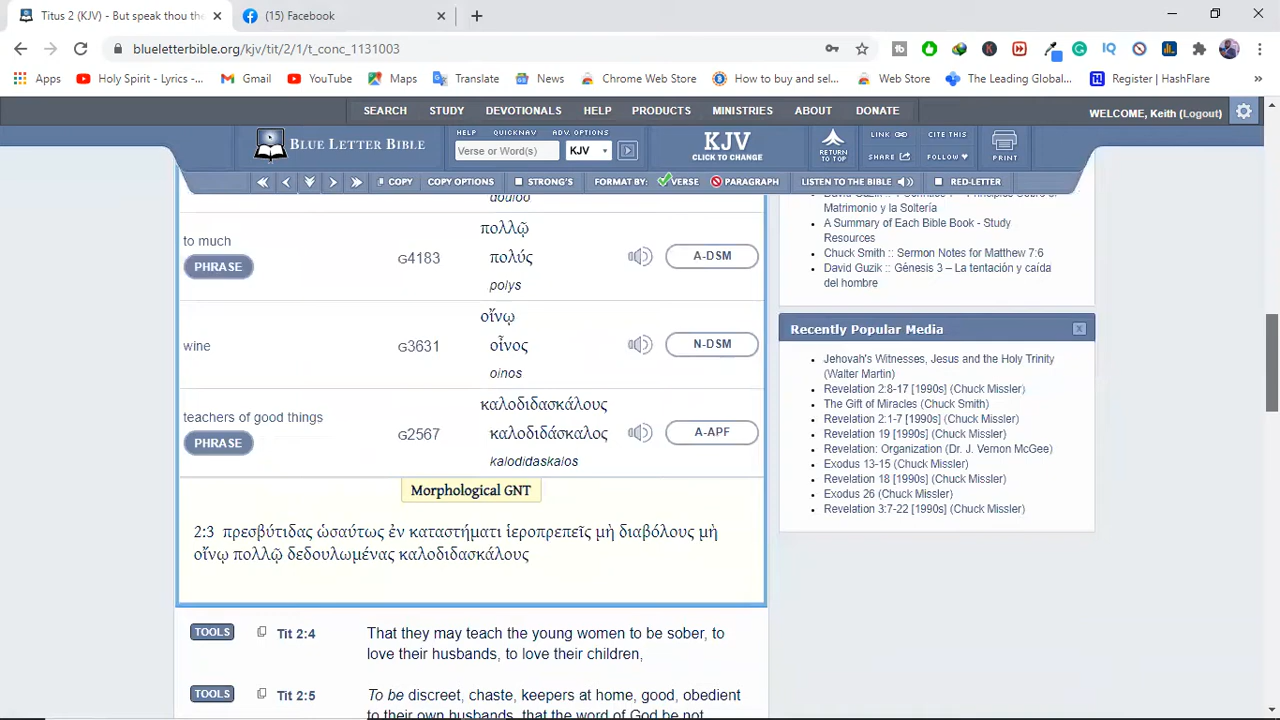 Titus 2 (KJV) - But speak thou the
(15) Facebook
blueletterbible.org/kjv/tit/2/1/t_conc_1131003
Apps
Holy Spirit - Lyrics -...
Gmail
YouTube
Maps
Translate
News
Chrome Web Store
How to buy and sel...
Web Store
The Leading Global...
Register | HashFlare
SEARCH STUDY DEVOTIONALS HELP PRODUCTS MINISTRIES ABOUT DONATE
WELCOME, Keith (Logout)
BLUE LETTER BIBLE
HELP QUICKNAV ADV. OPTIONS
Verse or Word(s)
KJV
KJV
CLICK TO CHANGE
RETURN
TO TOP
LINK
CITE THIS
SHARE
FOLLOW
PRINT
COPY COPY OPTIONS STRONG'S FORMAT BY: VERSE PARAGRAPH LISTEN TO THE BIBLE RED-LETTER
douloō
to much
PHRASE
G4183
πολλῷ
πολύς
polys
A-DSM
wine
G3631
οἴνῳ
οἶνος
oinos
N-DSM
teachers of good things
PHRASE
G2567
καλοδιδασκάλους
καλοδιδάσκαλος
kalodidaskalos
A-APF
Morphological GNT
2:3 πρεσβύτιδας ὡσαύτως ἐν καταστήματι ἱεροπρεπεῖς μὴ διαβόλους μὴ
οἴνῳ πολλῷ δεδουλωμένας καλοδιδασκάλους
TOOLS
Tit 2:4
That they may teach the young women to be sober, to
love their husbands, to love their children,
TOOLS
Tit 2:5
To be discreet, chaste, keepers at home, good, obedient
to their own husbands, that the word of God be not
Matrimonio y la Soltería
A Summary of Each Bible Book - Study
Resources
Chuck Smith :: Sermon Notes for Matthew 7:6
David Guzik :: Génesis 3 – La tentación y caída
del hombre
Recently Popular Media
x
Jehovah's Witnesses, Jesus and the Holy Trinity
(Walter Martin)
Revelation 2:8-17 [1990s] (Chuck Missler)
The Gift of Miracles (Chuck Smith)
Revelation 2:1-7 [1990s] (Chuck Missler)
Revelation 19 [1990s] (Chuck Missler)
Revelation: Organization (Dr. J. Vernon McGee)
Exodus 13-15 (Chuck Missler)
Revelation 18 [1990s] (Chuck Missler)
Exodus 26 (Chuck Missler)
Revelation 3:7-22 [1990s] (Chuck Missler)